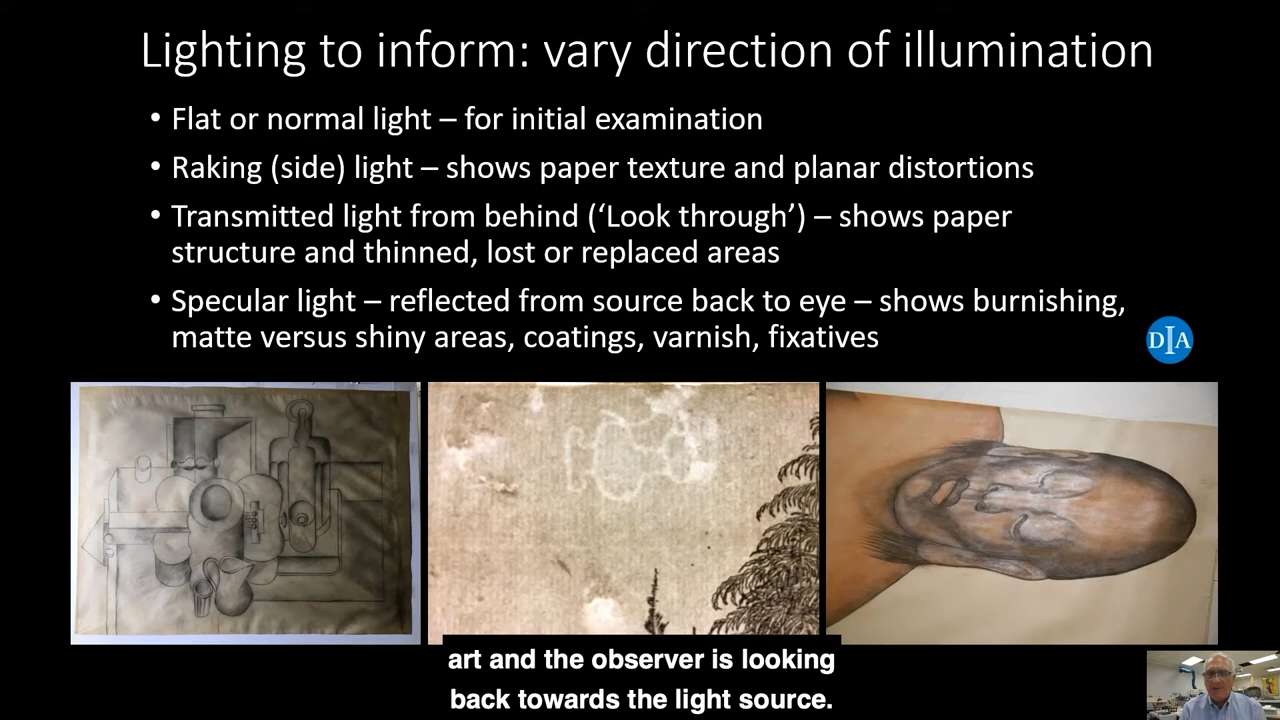 Lighting to inform: vary direction of illumination
• Flat or normal light – for initial examination
• Raking (side) light – shows paper texture and planar distortions
• Transmitted light from behind (‘Look through’) – shows paper
structure and thinned, lost or replaced areas
• Specular light – reflected from source back to eye – shows burnishing,
matte versus shiny areas, coatings, varnish, fixatives
DIA
art and the observer is looking
back towards the light source.